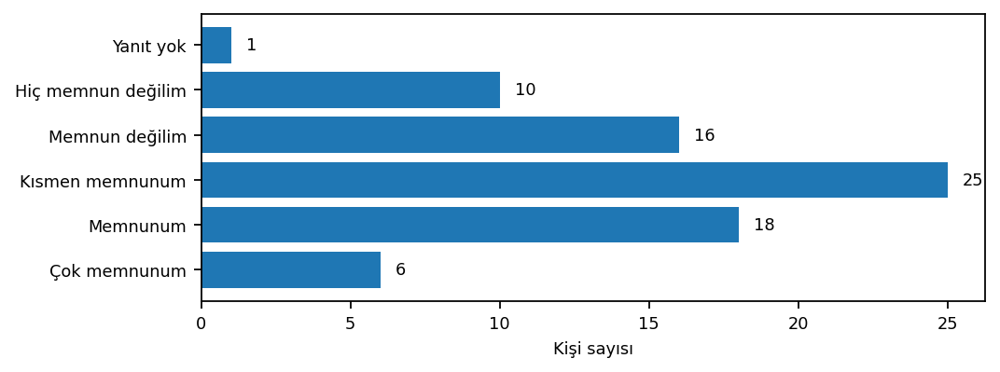 Yanıt yok 1
Hiç memnun değilim 10
Memnun değilim 16
Kısmen memnunum 25
Memnunum 18
Çok memnunum 6
0 5 10 15 20 25
Kişi sayısı